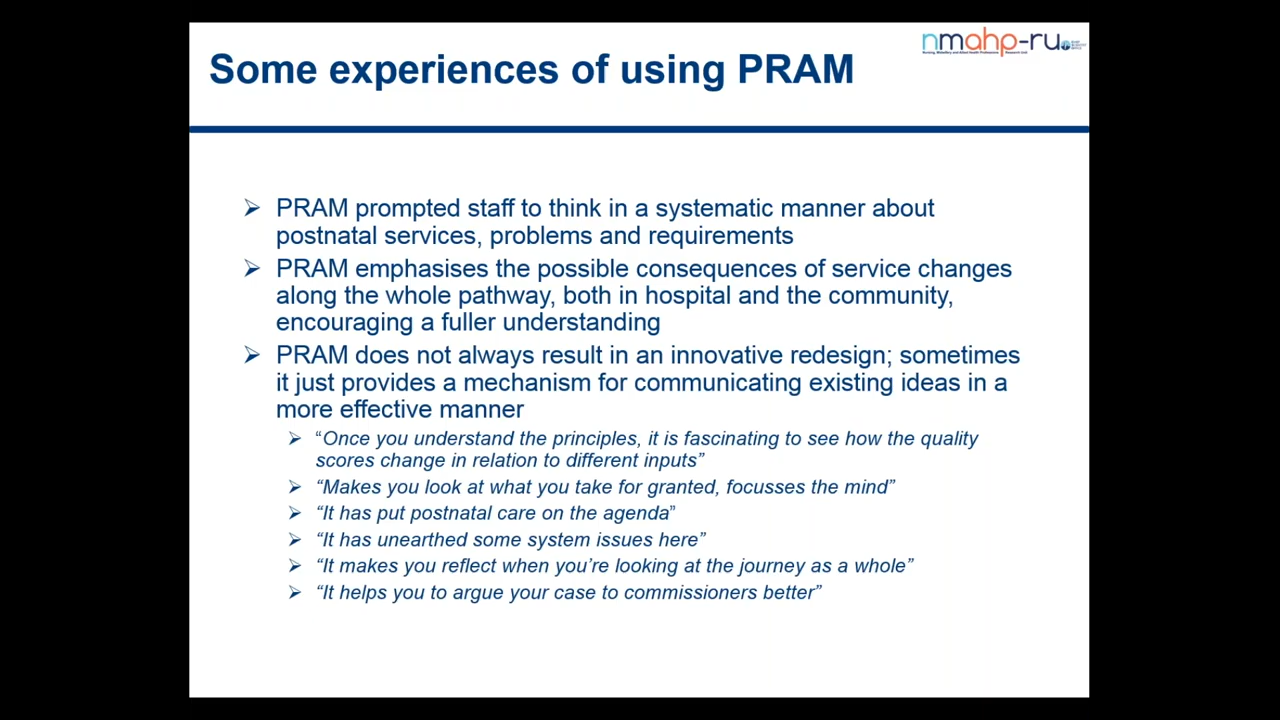 nmahp-ru
Some experiences of using PRAM
PRAM prompted staff to think in a systematic manner about
postnatal services, problems and requirements
PRAM emphasises the possible consequences of service changes
along the whole pathway, both in hospital and the community,
encouraging a fuller understanding
PRAM does not always result in an innovative redesign; sometimes
it just provides a mechanism for communicating existing ideas in a
more effective manner
“Once you understand the principles, it is fascinating to see how the quality
scores change in relation to different inputs”
“Makes you look at what you take for granted, focusses the mind”
“It has put postnatal care on the agenda”
“It has unearthed some system issues here”
“It makes you reflect when you’re looking at the journey as a whole”
“It helps you to argue your case to commissioners better”